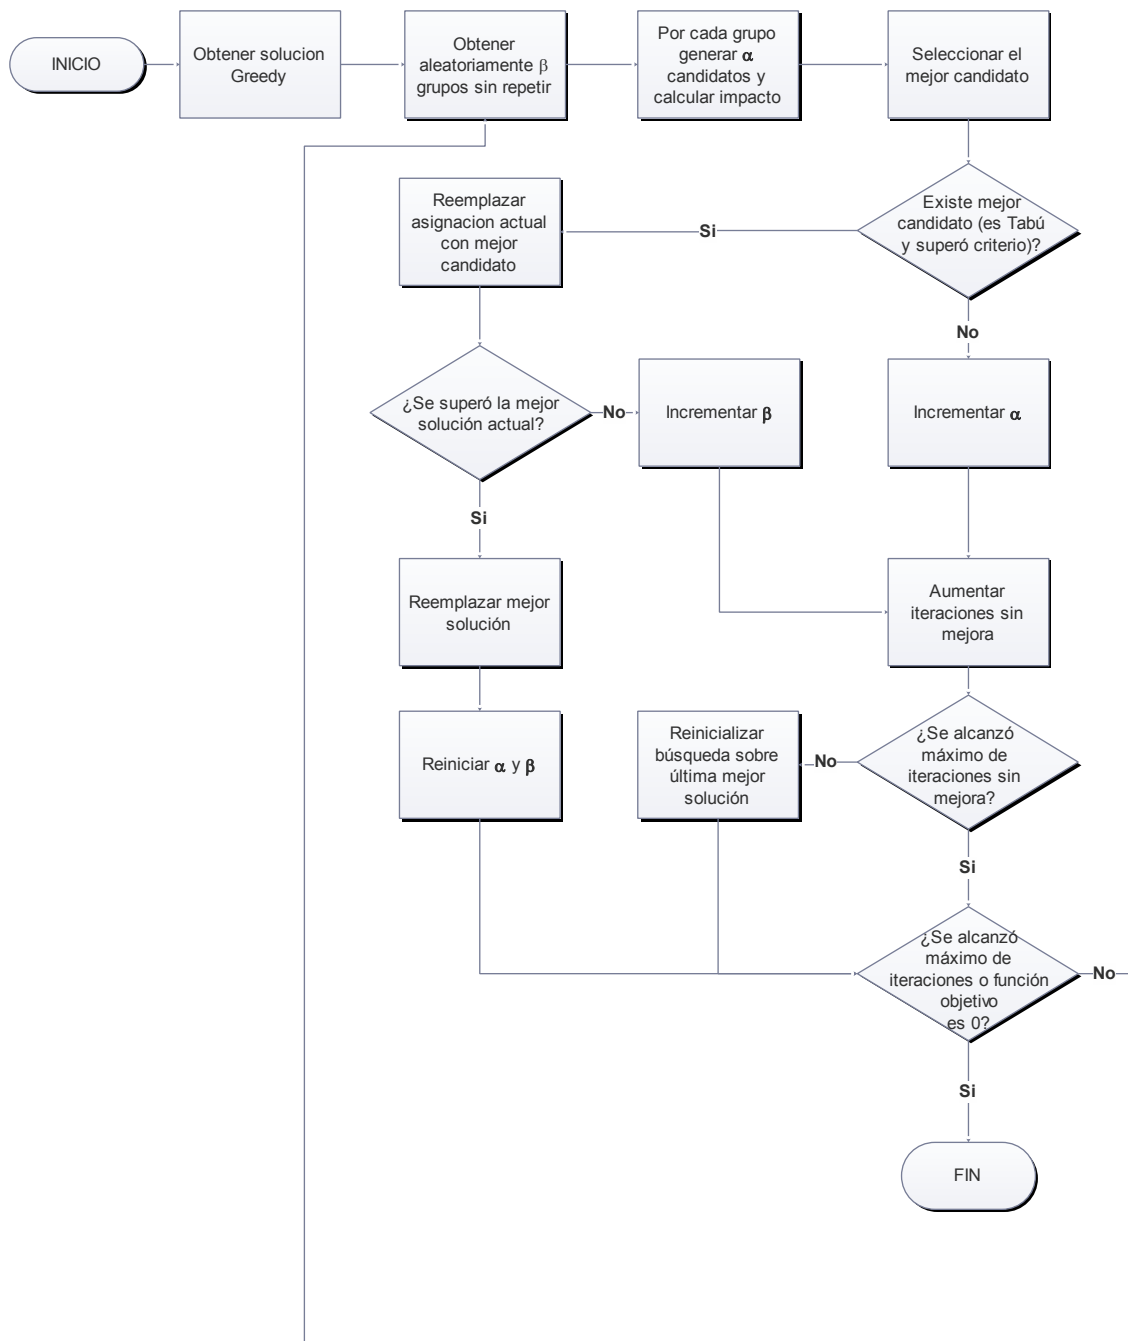 INICIO
Obtener solucion
Greedy
Obtener
aleatoriamente β
grupos sin repetir
Por cada grupo
generar α
candidatos y
calcular impacto
Seleccionar el
mejor candidato
Existe mejor
candidato (es Tabú
y superó criterio)?
Si
Reemplazar
asignacion actual
con mejor
candidato
No
¿Se superó la mejor
solución actual?
No
Incrementar β
Incrementar α
Si
Reemplazar mejor
solución
Aumentar
iteraciones sin
mejora
Reiniciar α y β
Reinicializar
búsqueda sobre
última mejor
solución
No
¿Se alcanzó
máximo de
iteraciones sin
mejora?
Si
¿Se alcanzó
máximo de
iteraciones o función
objetivo
es 0?
No
Si
FIN